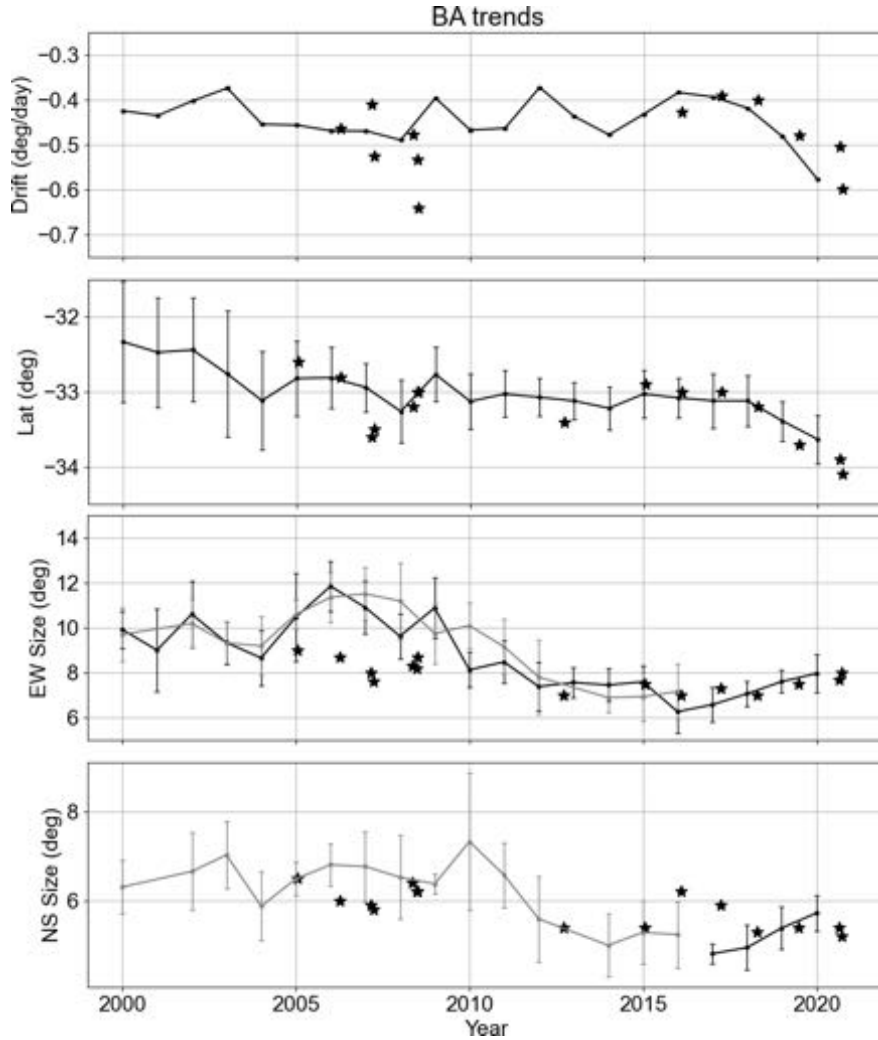 BA trends
Drift (deg/day)
−0.3
−0.4
−0.5
−0.6
−0.7
Lat (deg)
−32
−33
−34
EW Size (deg)
14
12
10
8
6
NS Size (deg)
8
6
2000 2005 2010 2015 2020
Year